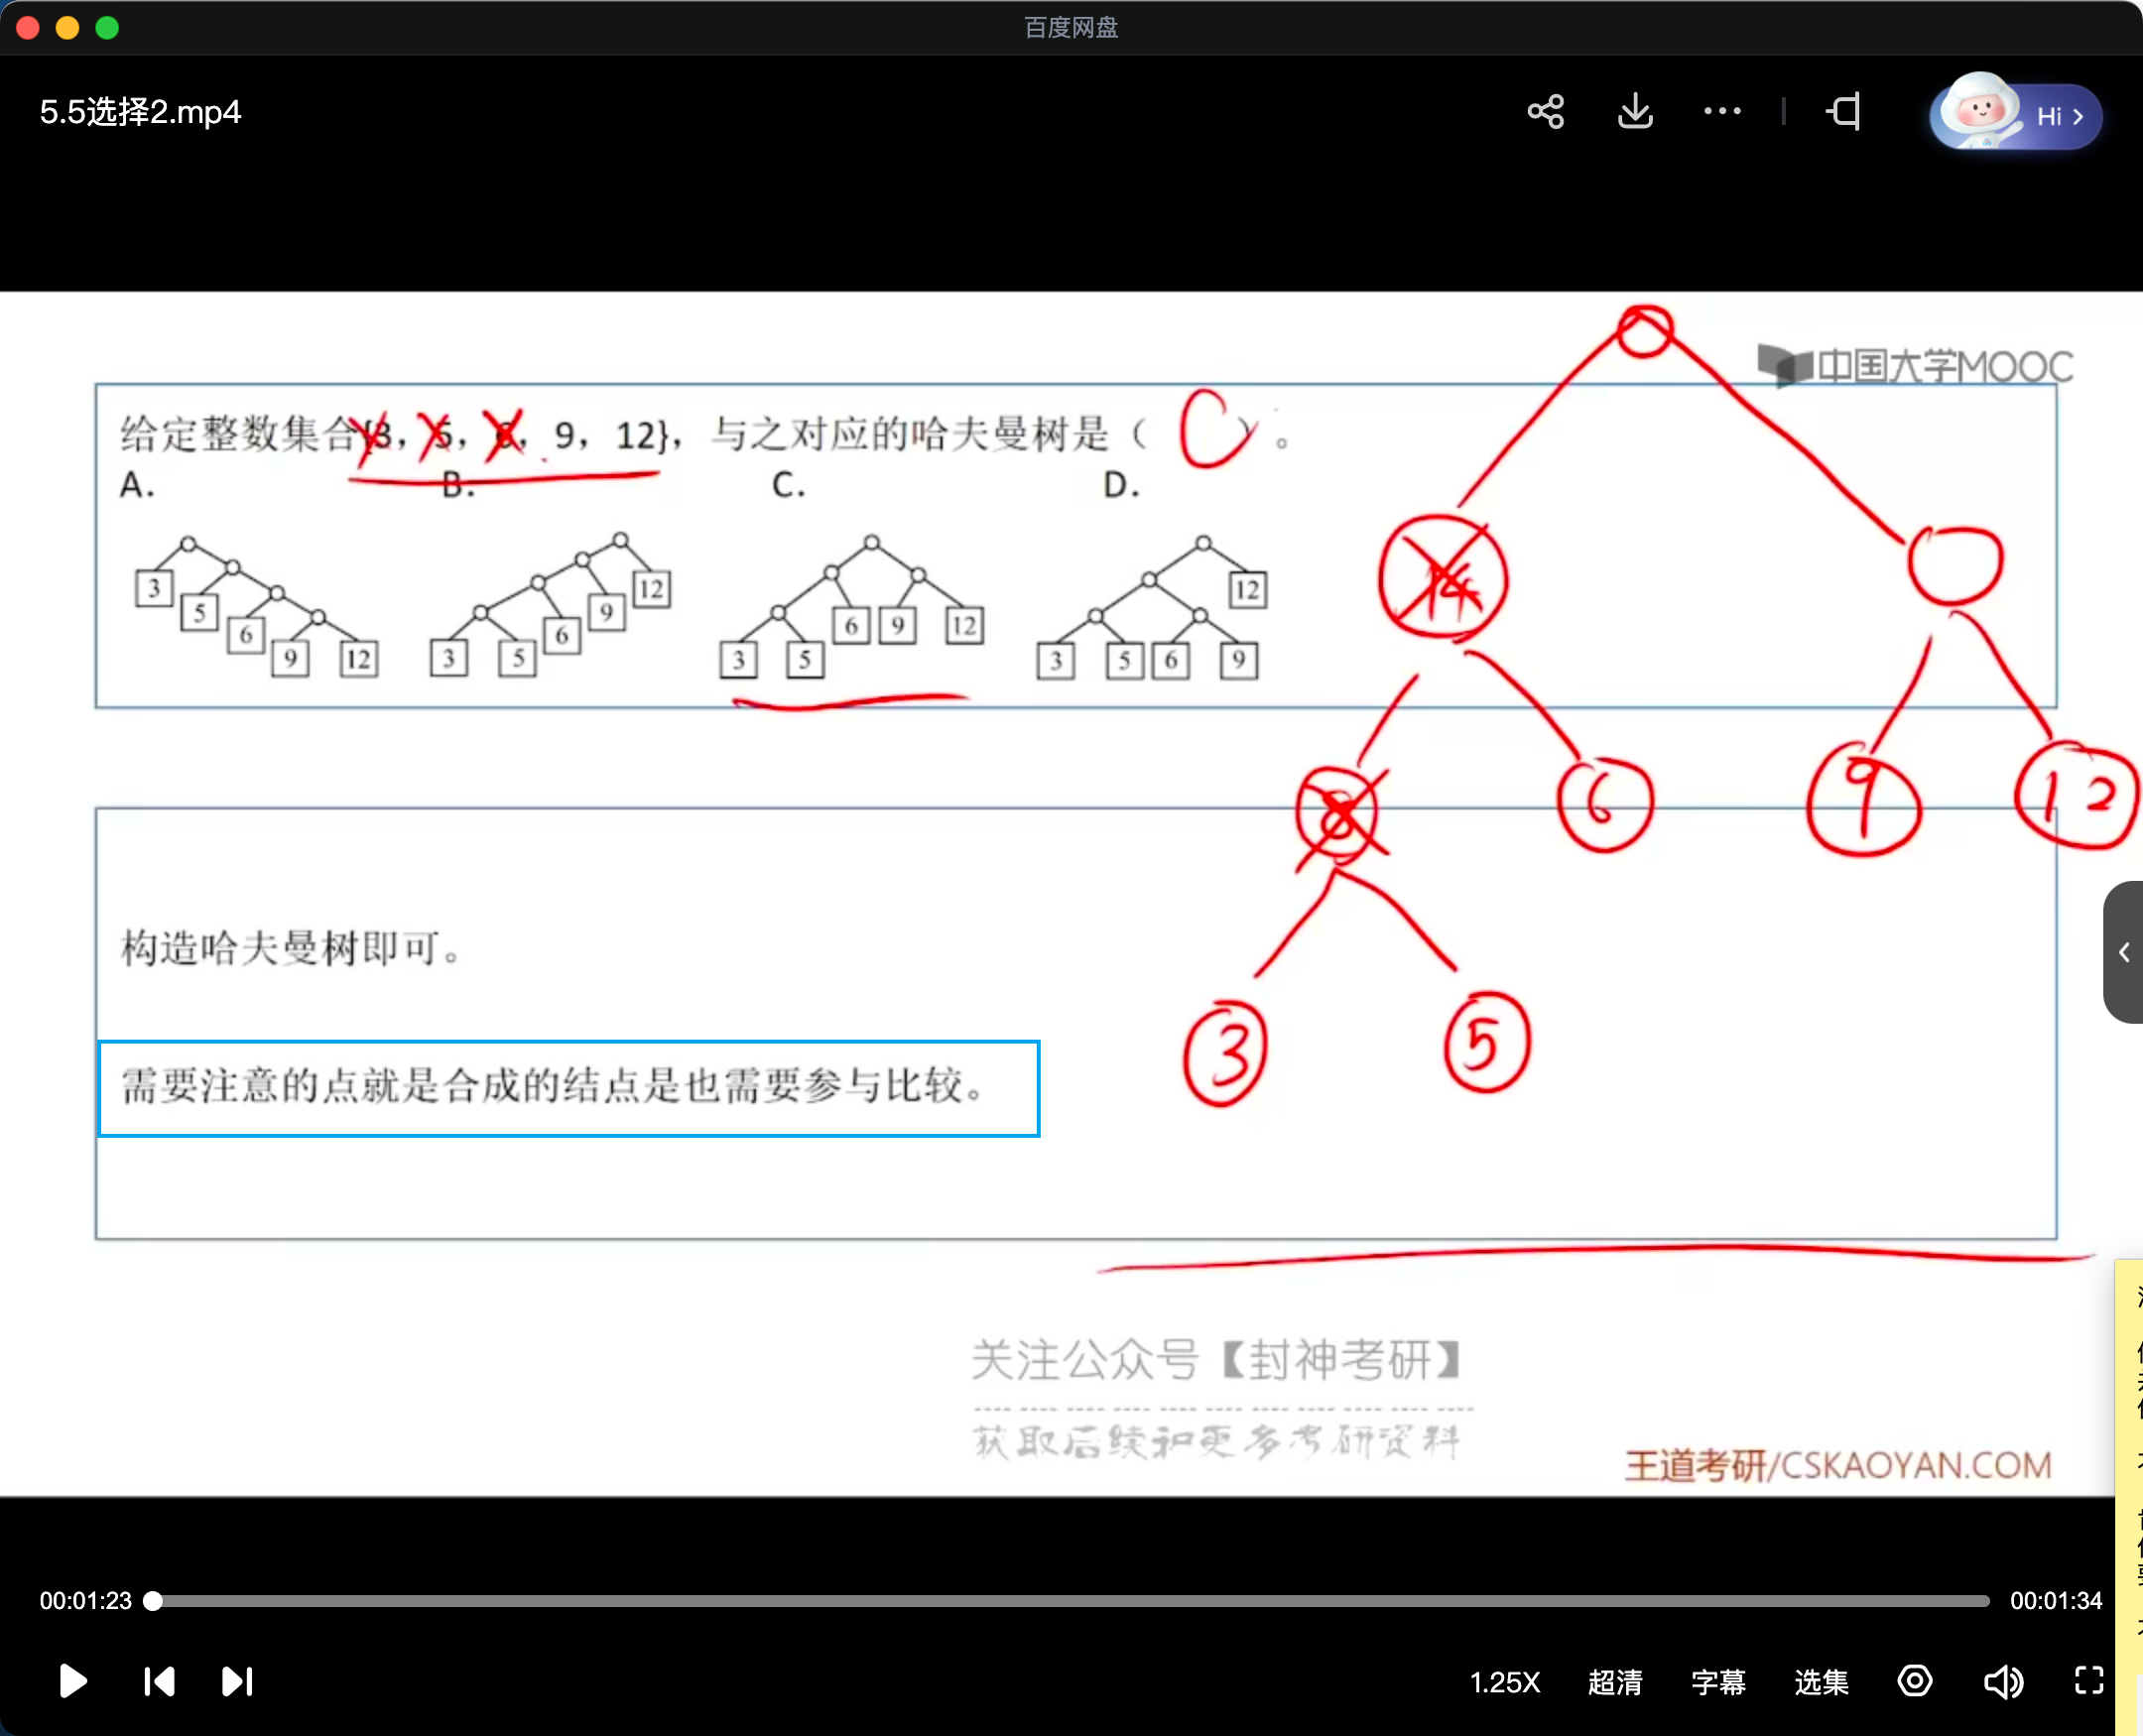 百度网盘
5.5选择2.mp4
Hi
中国大学MOOC
给定整数集合{3, 5, 6, 9, 12}，与之对应的哈夫曼树是（ C ）。
A. B. C. D.
3 5 6 9 12
3 5 6 9 12
3 5 6 9 12
3 5 6 9 12
14
8 6 9 12
3 5
构造哈夫曼树即可。
需要注意的点就是合成的结点是也需要参与比较。
关注公众号【封神考研】
获取后续和更多考研资料
王道考研/CSKAOYAN.COM
00:01:23
00:01:34
1.25X 超清 字幕 选集